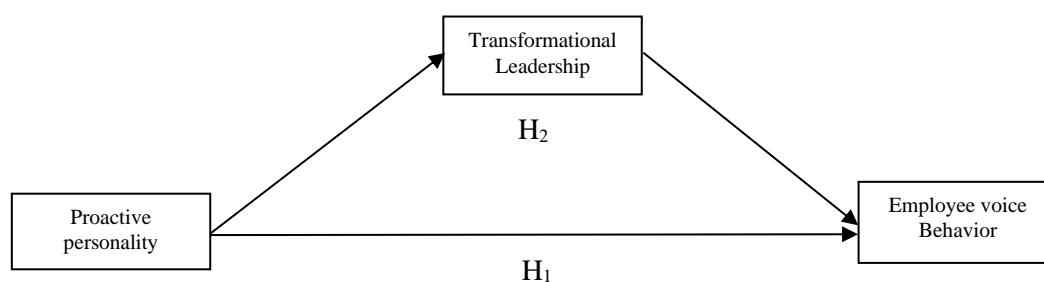 Transformational
Leadership
H₂
Proactive
personality
Employee voice
Behavior
H₁